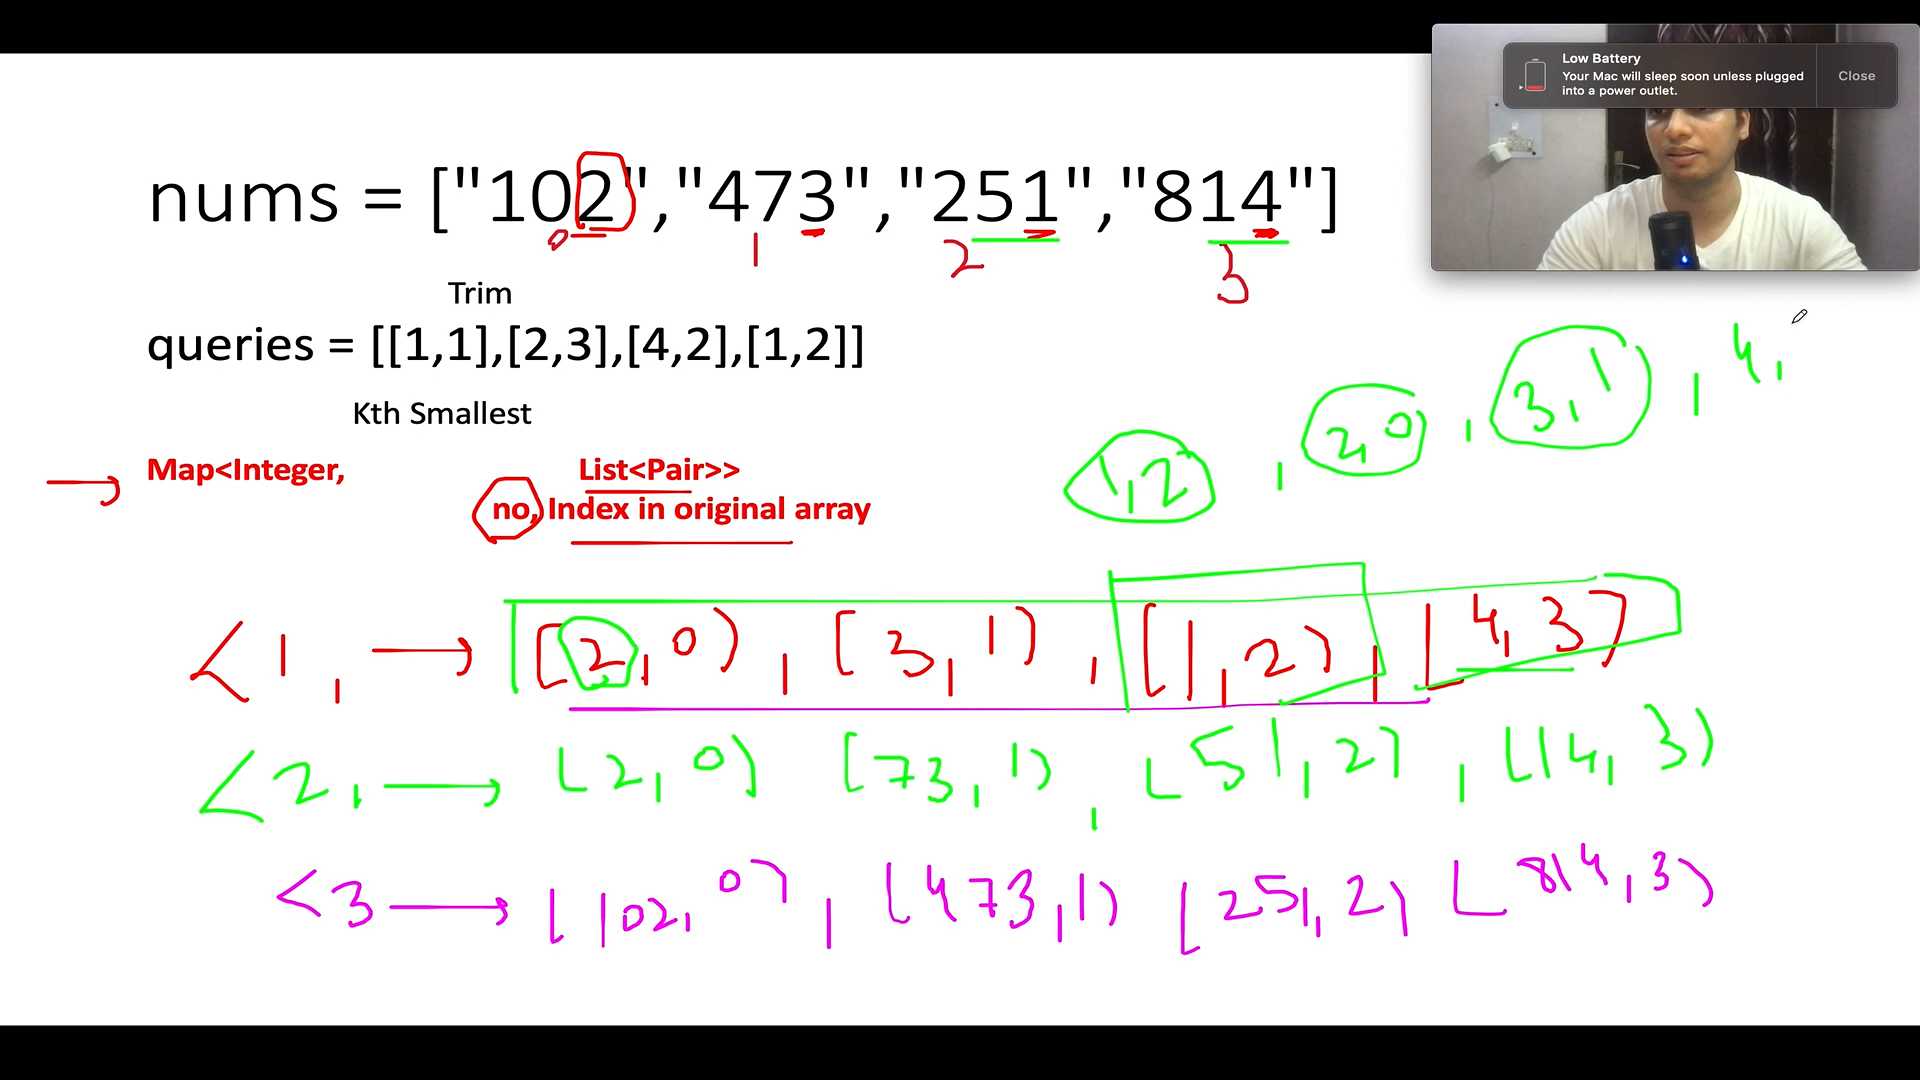 Low Battery
Your Mac will sleep soon unless plugged
into a power outlet.
Close
nums = ["102","473","251","814"]
0 1 2 3
Trim
queries = [[1,1],[2,3],[4,2],[1,2]]
Kth Smallest
1,2 , 2,0 , 3,1 , 4,
Map<Integer, List<Pair>>
no, Index in original array
<1, → [2,0) , [3,1) , [1,2) , [4,3)
<2, → [2,0) [73,1) , [51,2) , [14,3)
<3 → [102,0) , [473,1) [251,2) [814,3)